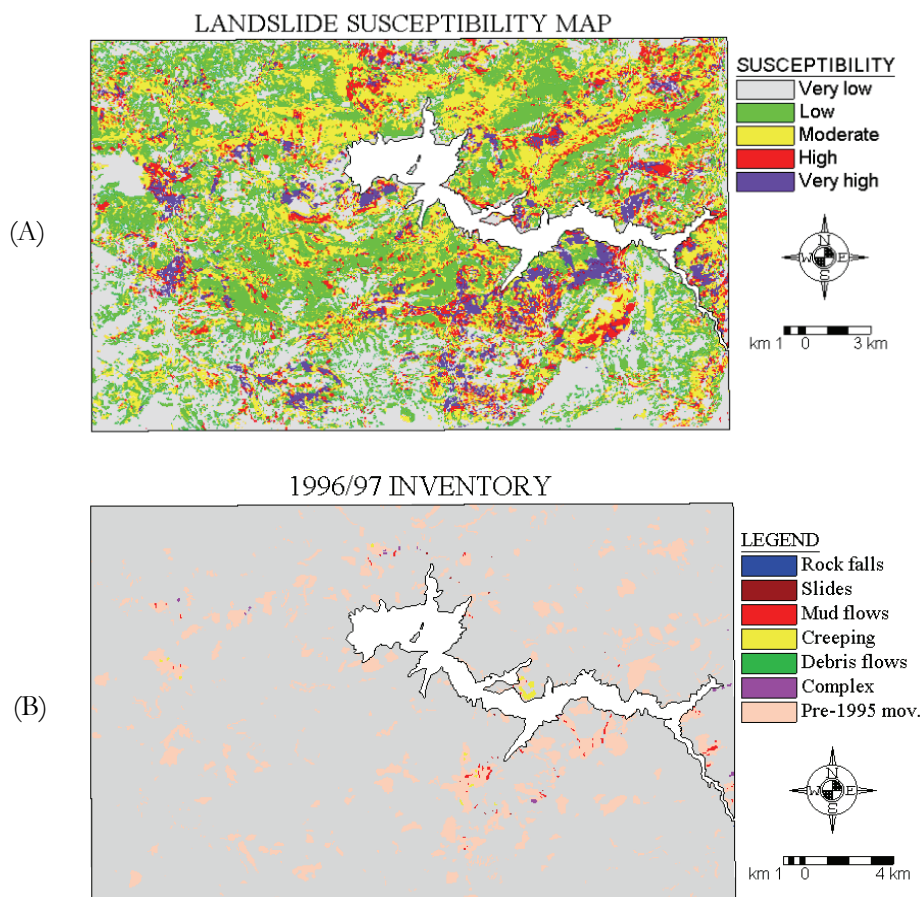 LANDSLIDE SUSCEPTIBILITY MAP
(A)
SUSCEPTIBILITY
Very low
Low
Moderate
High
Very high
N
W E
S
km 1 0 3 km
1996/97 INVENTORY
(B)
LEGEND
Rock falls
Slides
Mud flows
Creeping
Debris flows
Complex
Pre-1995 mov.
N
W E
S
km 1 0 4 km